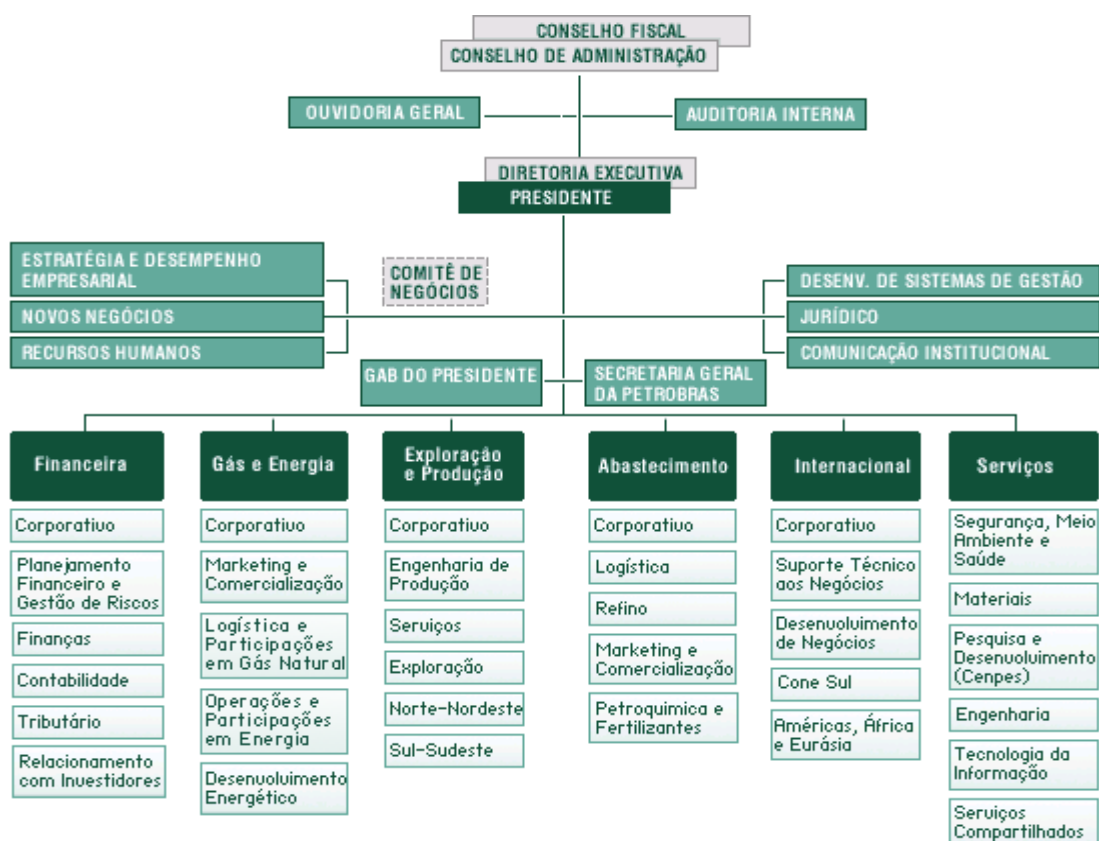 CONSELHO FISCAL
CONSELHO DE ADMINISTRAÇÃO
OUVIDORIA GERAL
AUDITORIA INTERNA
DIRETORIA EXECUTIVA
PRESIDENTE
ESTRATÉGIA E DESEMPENHO
EMPRESARIAL
NOVOS NEGÓCIOS
RECURSOS HUMANOS
COMITÊ DE
NEGÓCIOS
DESENV. DE SISTEMAS DE GESTÃO
JURÍDICO
COMUNICAÇÃO INSTITUCIONAL
GAB DO PRESIDENTE
SECRETARIA GERAL
DA PETROBRAS
Financeira
Corporativo
Planejamento
Financeiro e
Gestão de Riscos
Finanças
Contabilidade
Tributário
Relacionamento
com Investidores
Gás e Energia
Corporativo
Marketing e
Comercialização
Logística e
Participações
em Gás Natural
Operações e
Participações
em Energia
Desenvolvimento
Energético
Exploração
e Produção
Corporativo
Engenharia de
Produção
Serviços
Exploração
Norte-Nordeste
Sul-Sudeste
Abastecimento
Corporativo
Logística
Refino
Marketing e
Comercialização
Petroquimica e
Fertilizantes
Internacional
Corporativo
Suporte Técnico
aos Negócios
Desenvolvimento
de Negócios
Cone Sul
Américas, África
e Eurásia
Serviços
Segurança, Meio
Ambiente e
Saúde
Materiais
Pesquisa e
Desenvolvimento
(Cenpes)
Engenharia
Tecnologia da
Informação
Serviços
Compartilhados